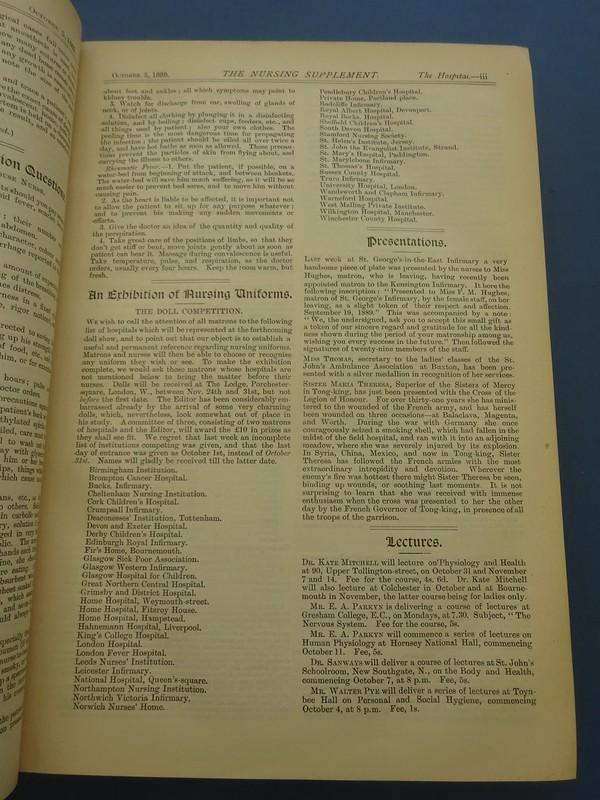 October 5, 1889.
THE NURSING SUPPLEMENT.
The Hospital.—iii
about feet and ankles; all which symptoms may point to
kidney trouble.
3. Watch for discharge from ear, swelling of glands of
neck, or of joints.
4. Disinfect all clothing by plunging it in a disinfecting
solution, and by boiling; disinfect cups, feeders, etc., and
all things used by patient; also your own clothes. The
peeling time is the most dangerous time for propagating
the infection; the patient should be oiled all over twice a
day, and have hot baths as soon as allowed. These precautions
prevent the particles of skin from flying about, and
carrying the illness to others.
Rheumatic Fever.—1. Put the patient, if possible, on a
water-bed from beginning of attack, and between blankets.
The water-bed will save him much suffering, as it will be so
much easier to prevent bed sores, and to move him without
causing pain.
2. As the heart is liable to be affected, it is important not
to allow the patient to sit up for any purpose whatever;
and to prevent his making any sudden movements or
efforts.
3. Give the doctor an idea of the quantity and quality of
the perspiration.
4. Take great care of the positions of limbs, so that they
don't get stiff or bent, move joints gently about as soon as
patient can bear it. Massage during convalescence is useful.
Take temperature, pulse, and respiration, as the doctor
orders, usually every four hours. Keep the room warm, but
fresh.
An Exhibition of Nursing Uniforms.
THE DOLL COMPETITION.
We wish to call the attention of all matrons to the following
list of hospitals which will be represented at the forthcoming
doll show, and to point out that our object is to establish a
useful and permanent reference regarding nursing uniforms.
Matrons and nurses will then be able to choose or recognise
any uniform they wish or see. To make the exhibition
complete, we would ask those matrons whose hospitals are
not mentioned below to bring the matter before their
nurses. Dolls will be received at The Lodge, Porchester-
square, London, W., between Nov. 24th and 31st, but not
before the first date. The Editor has been considerably em-
barrassed already by the arrival of some very charming
dolls, which, nevertheless, look somewhat out of place in
his study. A committee of three, consisting of two matrons
of hospitals and the Editor, will award the £10 in prizes as
they shall see fit. We regret that last week an incomplete
list of institutions competing was given, and that the last
day of entrance was given as October 1st, instead of October
31st. Names will gladly be received till the latter date.
Birmingham Institution.
Brompton Cancer Hospital.
Bucks. Infirmary.
Cheltenham Nursing Institution.
Cork Children's Hospital.
Crumpsall Infirmary.
Deaconesses' Institution, Tottenham.
Devon and Exeter Hospital.
Derby Children's Hospital.
Edinburgh Royal Infirmary.
Fir's Home, Bournemouth.
Glasgow Sick Poor Association.
Glasgow Western Infirmary.
Glasgow Hospital for Children.
Great Northern Central Hospital.
Grimsby and District Hospital.
Home Hospital, Weymouth-street.
Home Hospital, Fitzroy House.
Home Hospital, Hampstead.
Hahnemann Hospital, Liverpool.
King's College Hospital.
London Hospital.
London Fever Hospital.
Leeds Nurses' Institution.
Leicester Infirmary.
National Hospital, Queen's-square.
Northampton Nursing Institution.
Northwich Victoria Infirmary.
Norwich Nurses' Home.
Pendlebury Children's Hospital.
Private Home, Portland-place.
Radcliffe Infirmary.
Royal Albert Hospital, Devonport.
Royal Berks. Hospital.
Sheffield Children's Hospital.
South Devon Hospital.
Stamford Nursing Society.
St. Helen's Institute, Jersey.
St. John the Evangelist Institute, Strand.
St. Mary's Hospital, Paddington.
St. Marylebone Infirmary.
St. Thomas's Hospital.
Sussex County Hospital.
Truro Infirmary.
University Hospital, London.
Wandsworth and Clapham Infirmary.
Warneford Hospital.
West Malling Private Institute.
Wilkington Hospital, Manchester.
Winchester County Hospital.
Presentations.
Last week at St. George's-in-the-East Infirmary a very
handsome piece of plate was presented by the nurses to Miss
Hughes, matron, who is leaving, having recently been
appointed matron to the Kensington Infirmary. It bore the
following inscription: "Presented to Miss F. M. Hughes,
matron of St. George's Infirmary, by the female staff, on her
leaving, as a slight token of their respect and affection.
September 19, 1889." This was accompanied by a note:
"We, the undersigned, ask you to accept this small gift as
a token of our sincere regard and gratitude for all the kind-
ness shown during the period of your matronship among us,
wishing you every success in the future." Then followed the
signatures of twenty-nine members of the staff.
Miss Thomas, secretary to the ladies' classes of the St.
John's Ambulance Association at Buxton, has been pre-
sented with a silver medallion in recognition of her services.
Sister Maria Theresa, Superior of the Sisters of Mercy
in Tong-king, has just been presented with the Cross of the
Legion of Honour. For over thirty-one years she has minis-
tered to the wounded of the French army, and has herself
been wounded on three occasions—at Balaclava, Magenta,
and Wörth. During the war with Germany she once
courageously seized a smoking shell, which had fallen in the
midst of the field hospital, and ran with it into an adjoining
meadow, where she was severely injured by its explosion.
In Syria, China, Mexico, and now in Tong-king, Sister
Theresa has followed the French armies with the most
extraordinary intrepidity and devotion. Wherever the
enemy's fire was hottest there might Sister Theresa be seen,
binding up wounds, or soothing last moments. It is not
surprising to learn that she was received with immense
enthusiasm when the cross was presented to her the other
day by the French Governor of Tong-king, in presence of all
the troops of the garrison.
Lectures.
Dr. Kate Mitchell will lecture on Physiology and Health
at 90, Upper Tollington-street, on October 31 and November
7 and 14. Fee for the course, 4s. 6d. Dr. Kate Mitchell
will also lecture at Colchester in October and at Bourne-
mouth in November, the latter course being for ladies only.
Mr. E. A. Parkyn is delivering a course of lectures at
Gresham College, E.C., on Mondays, at 7.30. Subject, "The
Nervous System. Fee for the course, 5s.
Mr. E. A. Parkyn will commence a series of lectures on
Human Physiology at Hornsey National Hall, commencing
October 11. Fee, 5s.
Dr. Sanways will deliver a course of lectures at St. John's
Schoolroom, New Southgate, N., on the Body and Health,
commencing October 7, at 8 p.m. Fee, 5s.
Mr. Walter Pye will deliver a series of lectures at Toyn-
bee Hall on Personal and Social Hygiene, commencing
October 4, at 8 p.m. Fee, 1s.